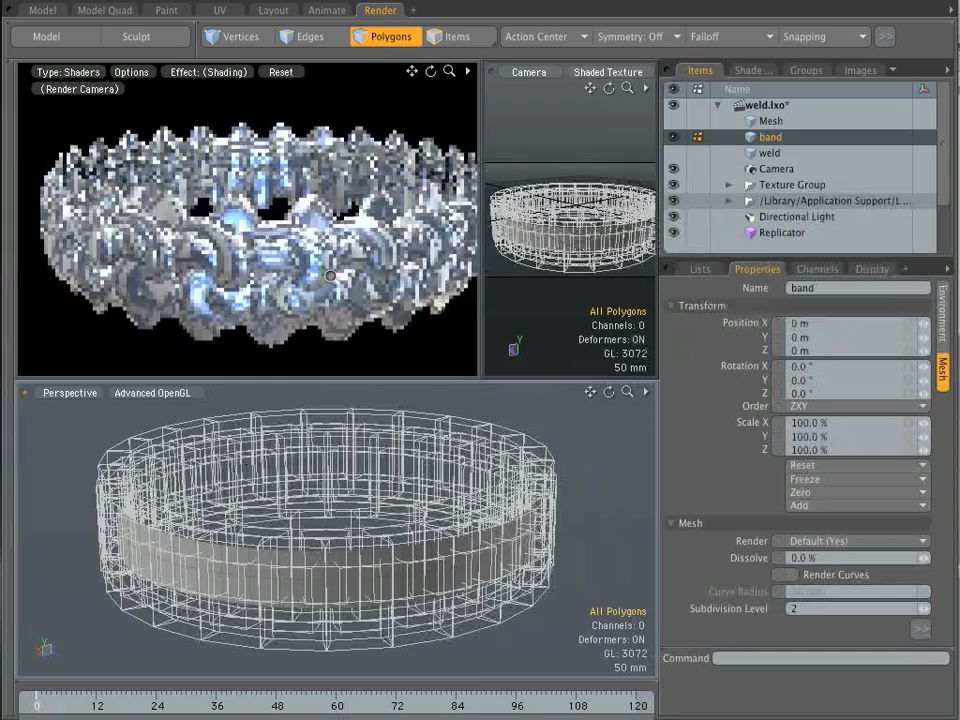 Model Model Quad Paint UV Layout Animate Render +
Model Sculpt Vertices Edges Polygons Items Action Center Symmetry: Off Falloff Snapping >>
Type: Shaders Options Effect: (Shading) Reset
(Render Camera)
Camera Shaded Texture
All Polygons
Channels: 0
Deformers: ON
GL: 3072
50 mm
Y
Perspective Advanced OpenGL
All Polygons
Channels: 0
Deformers: ON
GL: 3072
50 mm
0 12 24 36 48 60 72 84 96 108 120
Items Shade ... Groups Images
Name
weld.lxo*
Mesh
band
weld
Camera
Texture Group
/Library/Application Support/L ...
Directional Light
Replicator
Lists Properties Channels Display +
Name band
Transform
Position X 0 m
Y 0 m
Z 0 m
Rotation X 0.0 °
Y 0.0 °
Z 0.0 °
Order ZXY
Scale X 100.0 %
Y 100.0 %
Z 100.0 %
Reset
Freeze
Zero
Add
Mesh
Render Default (Yes)
Dissolve 0.0 %
Render Curves
Curve Radius
Subdivision Level 2
>>
Environment
Mesh
Command